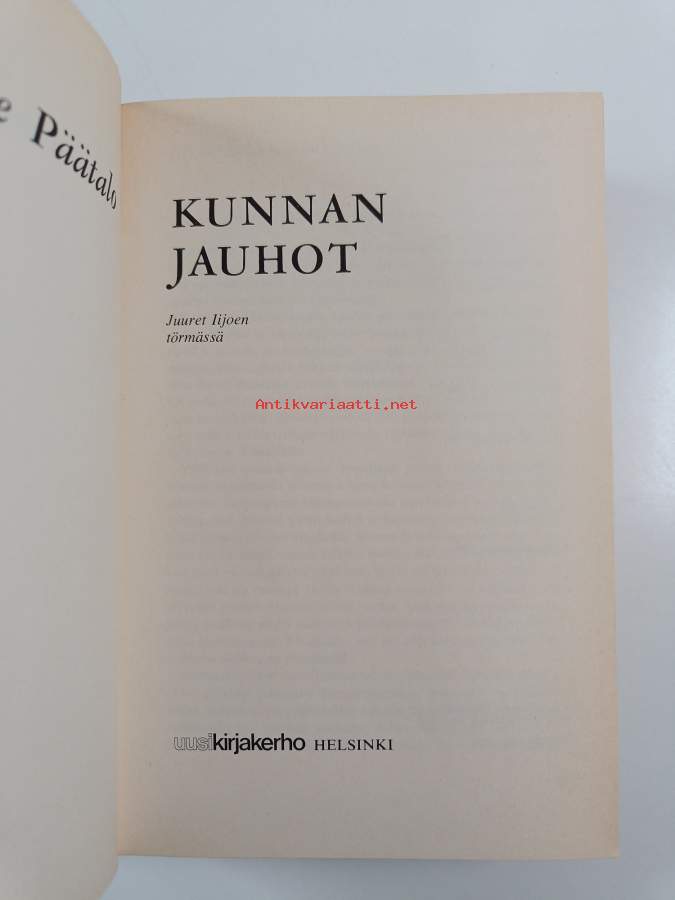 e Päätalo
KUNNAN
JAUHOT
Juuret Iijoen
törmässä
Antikvariaatti.net
uusikirjakerho HELSINKI